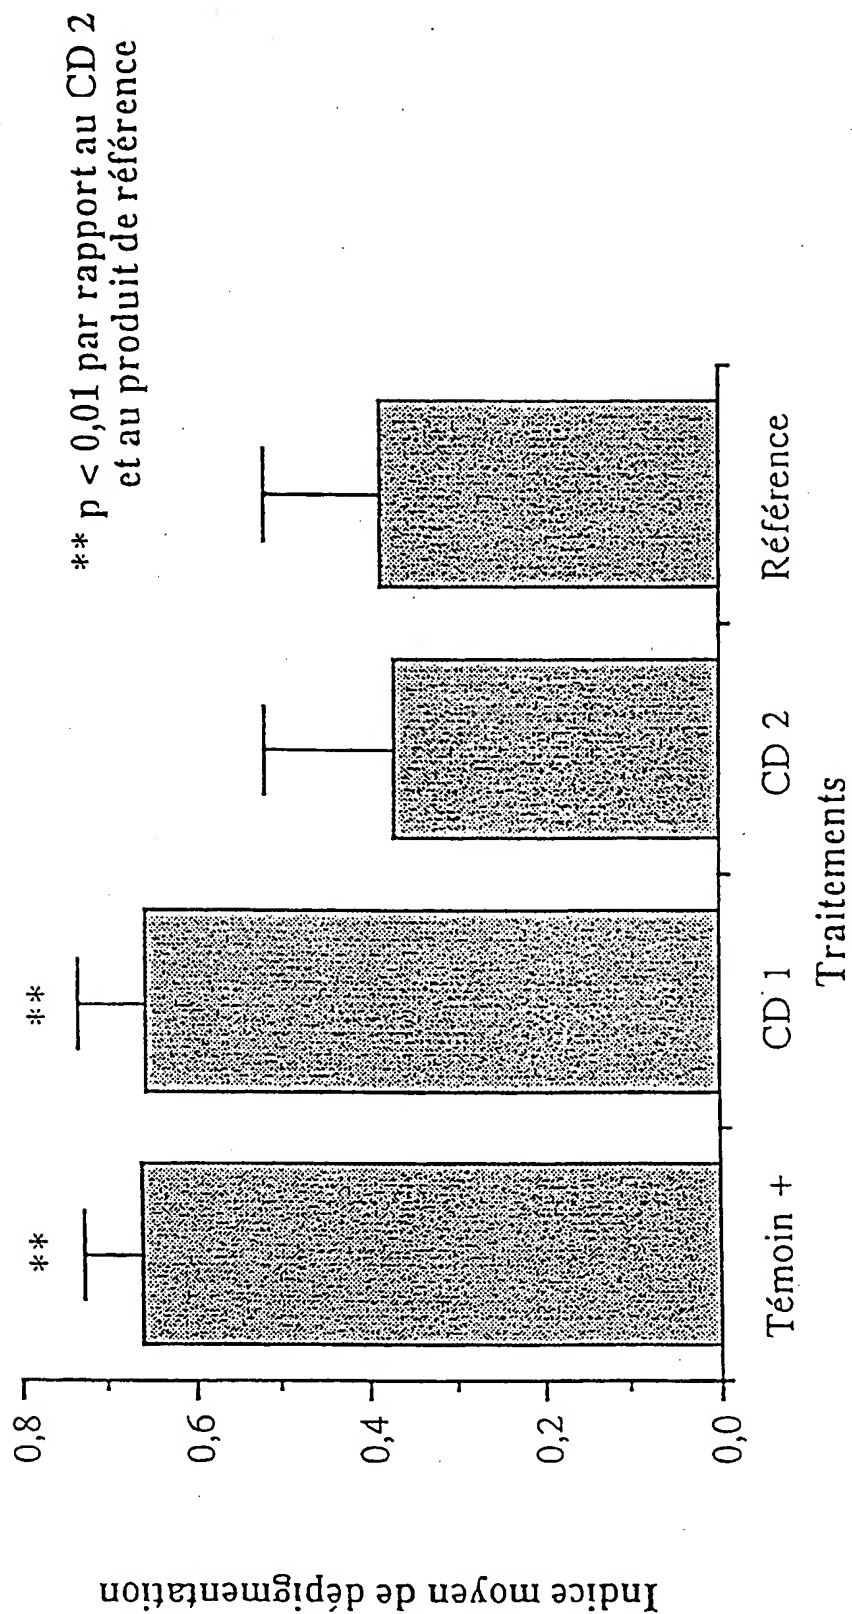 ** p < 0,01 par rapport au CD 2
et au produit de référence
Indice moyen de dépigmentation
0,8
0,6
0,4
0,2
0,0
**
**
Témoin +
CD 1
CD 2
Référence
Traitements